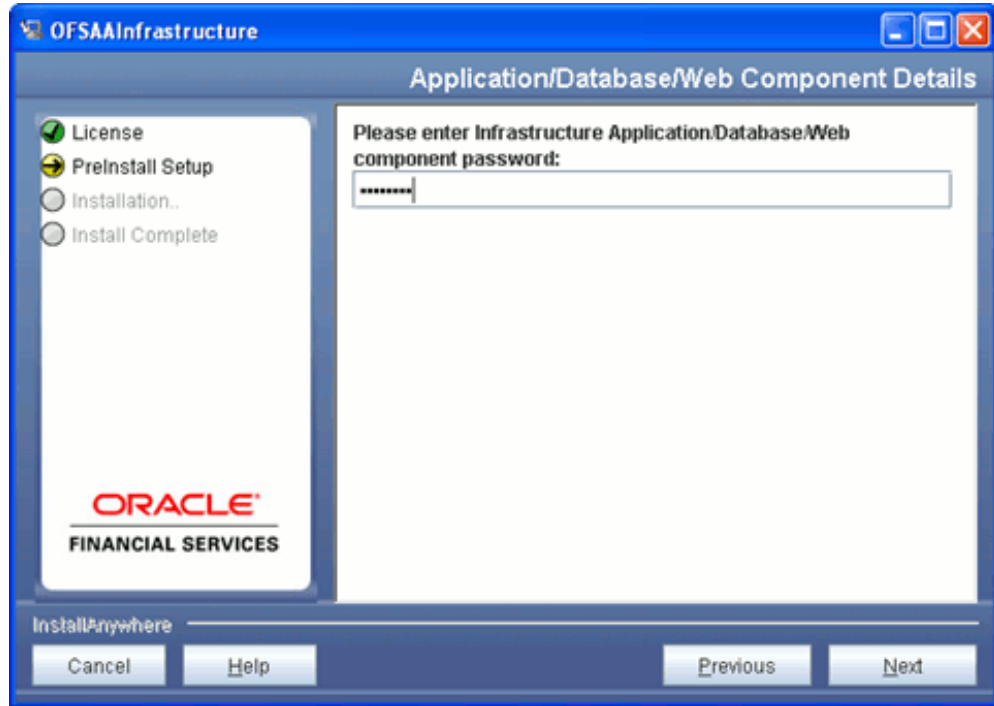 OFSAAInfrastructure
Application/Database/Web Component Details
License
PreInstall Setup
Installation..
Install Complete
Please enter Infrastructure Application/Database/Web
component password:
••••••••
ORACLE
FINANCIAL SERVICES
InstallAnywhere
Cancel
Help
Previous
Next